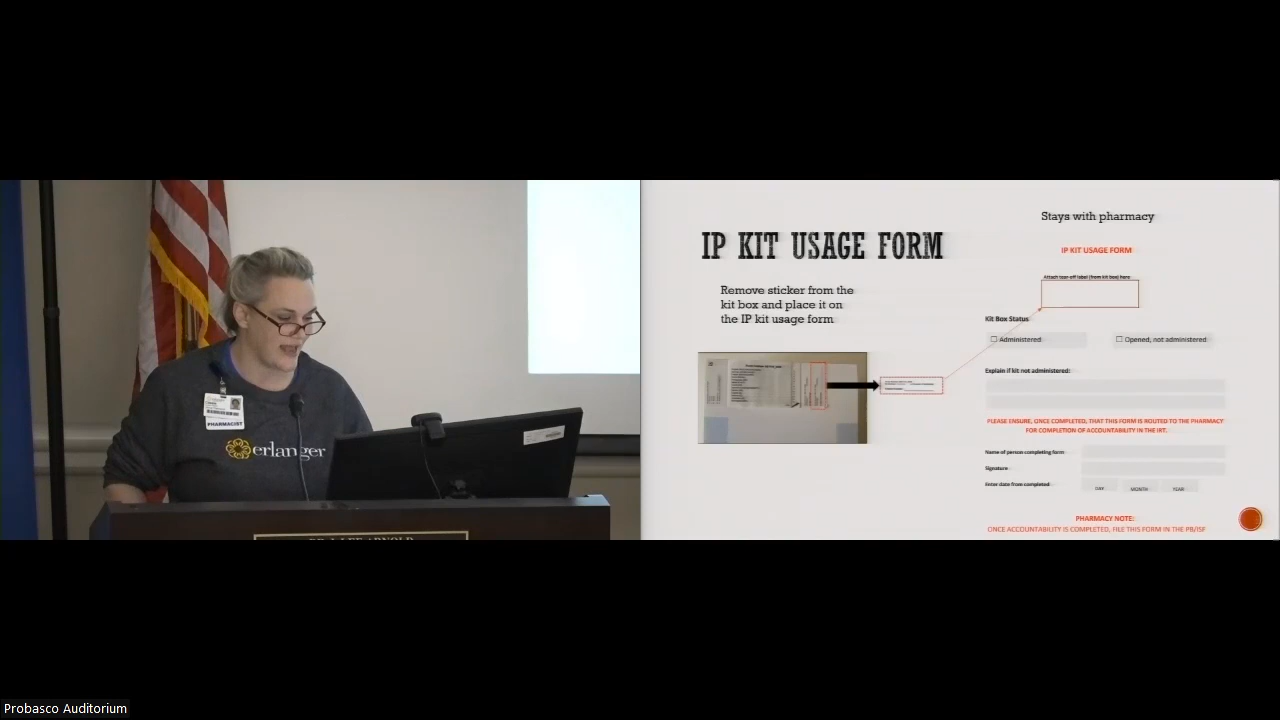 PHARMACIST
erlanger
IP KIT USAGE FORM
Remove sticker from the
kit box and place it on
the IP kit usage form
Stays with pharmacy
IP KIT USAGE FORM
Attach tear-off label (from kit box) here
Kit Box Status
☐ Administered
☐ Opened, not administered
Explain if kit not administered:
PLEASE ENSURE, ONCE COMPLETED, THAT THIS FORM IS ROUTED TO THE PHARMACY
FOR COMPLETION OF ACCOUNTABILITY IN THE IRT.
Name of person completing form
Signature
Enter date from completed
DAY
MONTH
YEAR
PHARMACY NOTE:
ONCE ACCOUNTABILITY IS COMPLETED, FILE THIS FORM IN THE PB/ISF
Probasco Auditorium